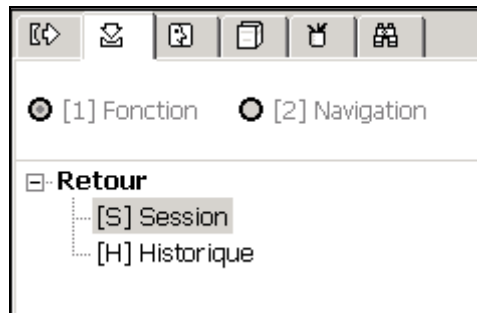 [1] Fonction [2] Navigation
Retour
[S] Session
[H] Historique